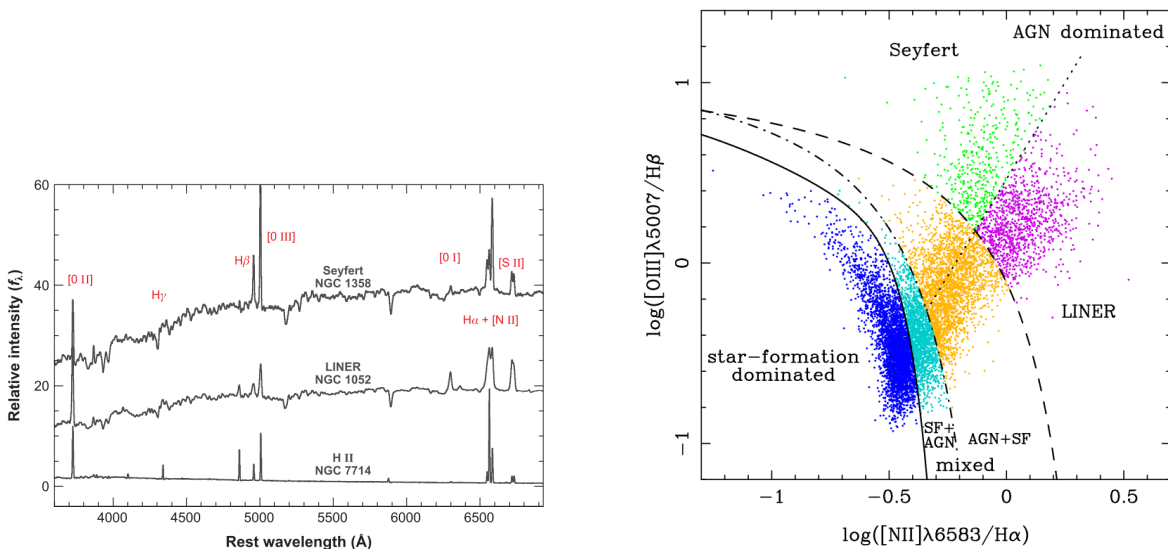 60
40
20
0
4000
4500
5000
5500
6000
6500
Relative intensity (fλ)
Rest wavelength (Å)
[0 II]
Hγ
Hβ
[0 III]
[0 I]
[S II]
Hα + [N II]
Seyfert
NGC 1358
LINER
NGC 1052
H II
NGC 7714
AGN dominated
Seyfert
LINER
star-formation
dominated
SF+
AGN
AGN+SF
mixed
1
0
-1
-1
-0.5
0
0.5
log([OIII]λ5007/Hβ)
log([NII]λ6583/Hα)